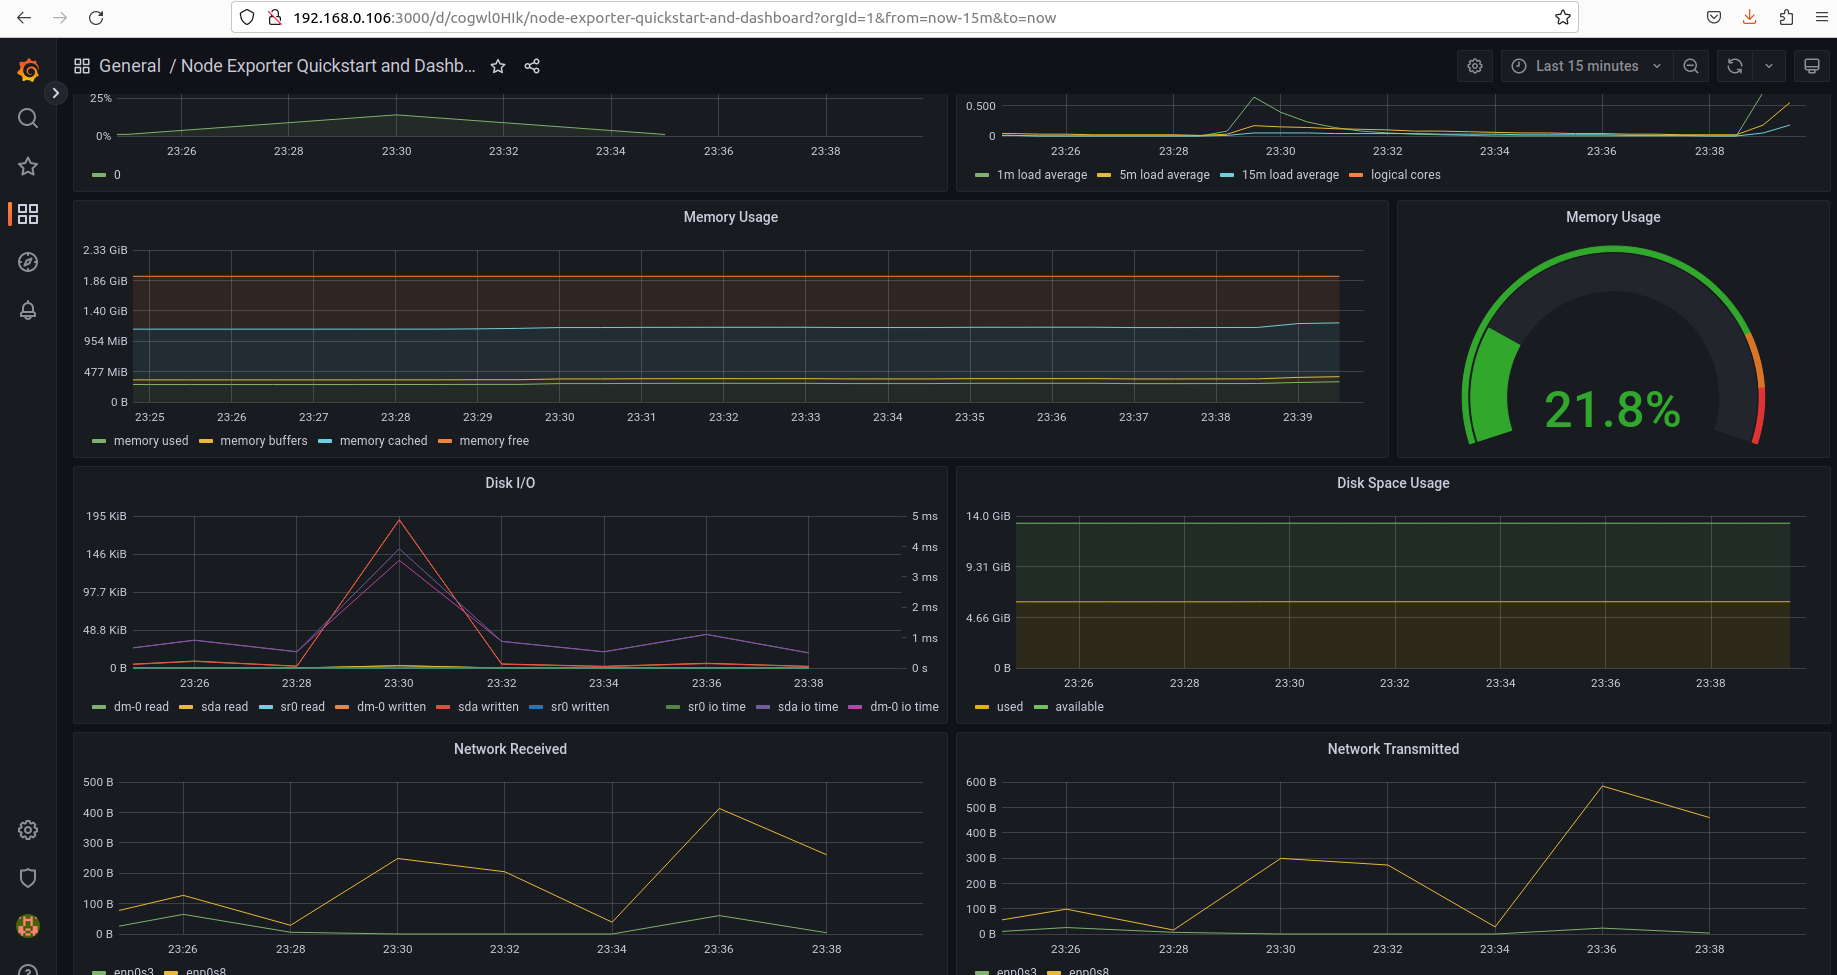 192.168.0.106:3000/d/cogwl0HIk/node-exporter-quickstart-and-dashboard?orgId=1&from=now-15m&to=now
General / Node Exporter Quickstart and Dashb...
Last 15 minutes
25%
0%
23:26 23:28 23:30 23:32 23:34 23:36 23:38
0
0.500
0
23:26 23:28 23:30 23:32 23:34 23:36 23:38
1m load average 5m load average 15m load average logical cores
Memory Usage
2.33 GiB
1.86 GiB
1.40 GiB
954 MiB
477 MiB
0 B
23:25 23:26 23:27 23:28 23:29 23:30 23:31 23:32 23:33 23:34 23:35 23:36 23:37 23:38 23:39
memory used memory buffers memory cached memory free
Memory Usage
21.8%
Disk I/O
195 KiB
146 KiB
97.7 KiB
48.8 KiB
0 B
5 ms
4 ms
3 ms
2 ms
1 ms
0 s
23:26 23:28 23:30 23:32 23:34 23:36 23:38
dm-0 read sda read sr0 read dm-0 written sda written sr0 written sr0 io time sda io time dm-0 io time
Disk Space Usage
14.0 GiB
9.31 GiB
4.66 GiB
0 B
23:26 23:28 23:30 23:32 23:34 23:36 23:38
used available
Network Received
500 B
400 B
300 B
200 B
100 B
0 B
23:26 23:28 23:30 23:32 23:34 23:36 23:38
enp0s3 enp0s8
Network Transmitted
600 B
500 B
400 B
300 B
200 B
100 B
0 B
23:26 23:28 23:30 23:32 23:34 23:36 23:38
enp0s3 enp0s8